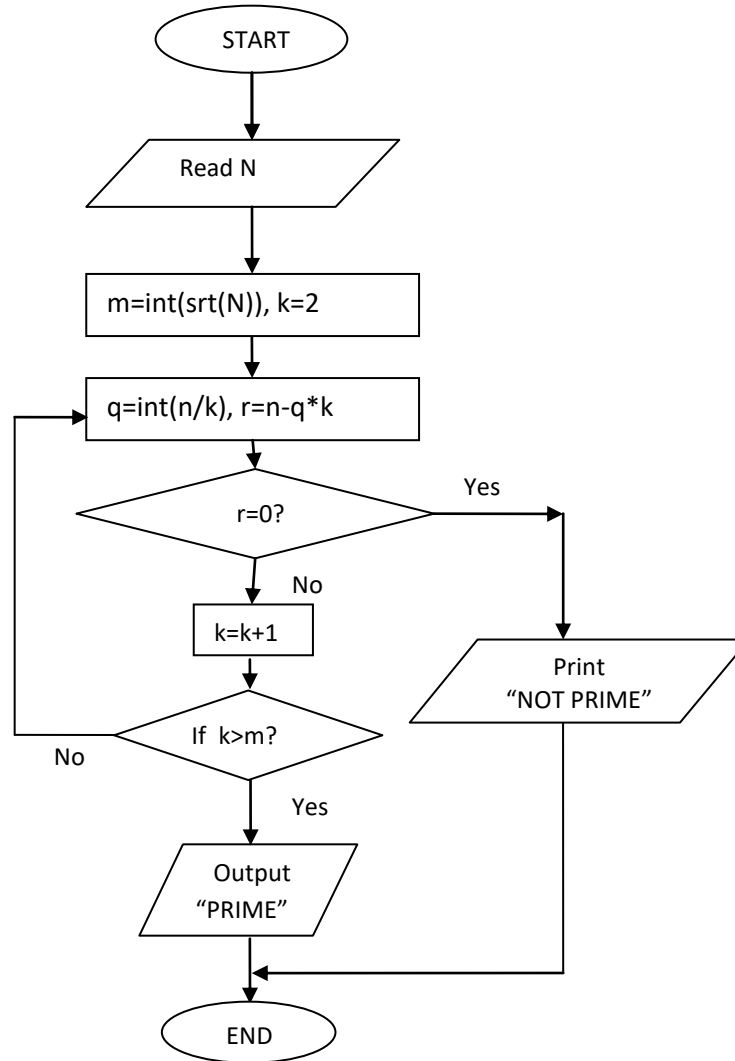 START
Read N
m=int(srt(N)), k=2
q=int(n/k), r=n-q*k
r=0?
Yes
No
k=k+1
Print
“NOT PRIME”
If k>m?
No
Yes
Output
“PRIME”
END